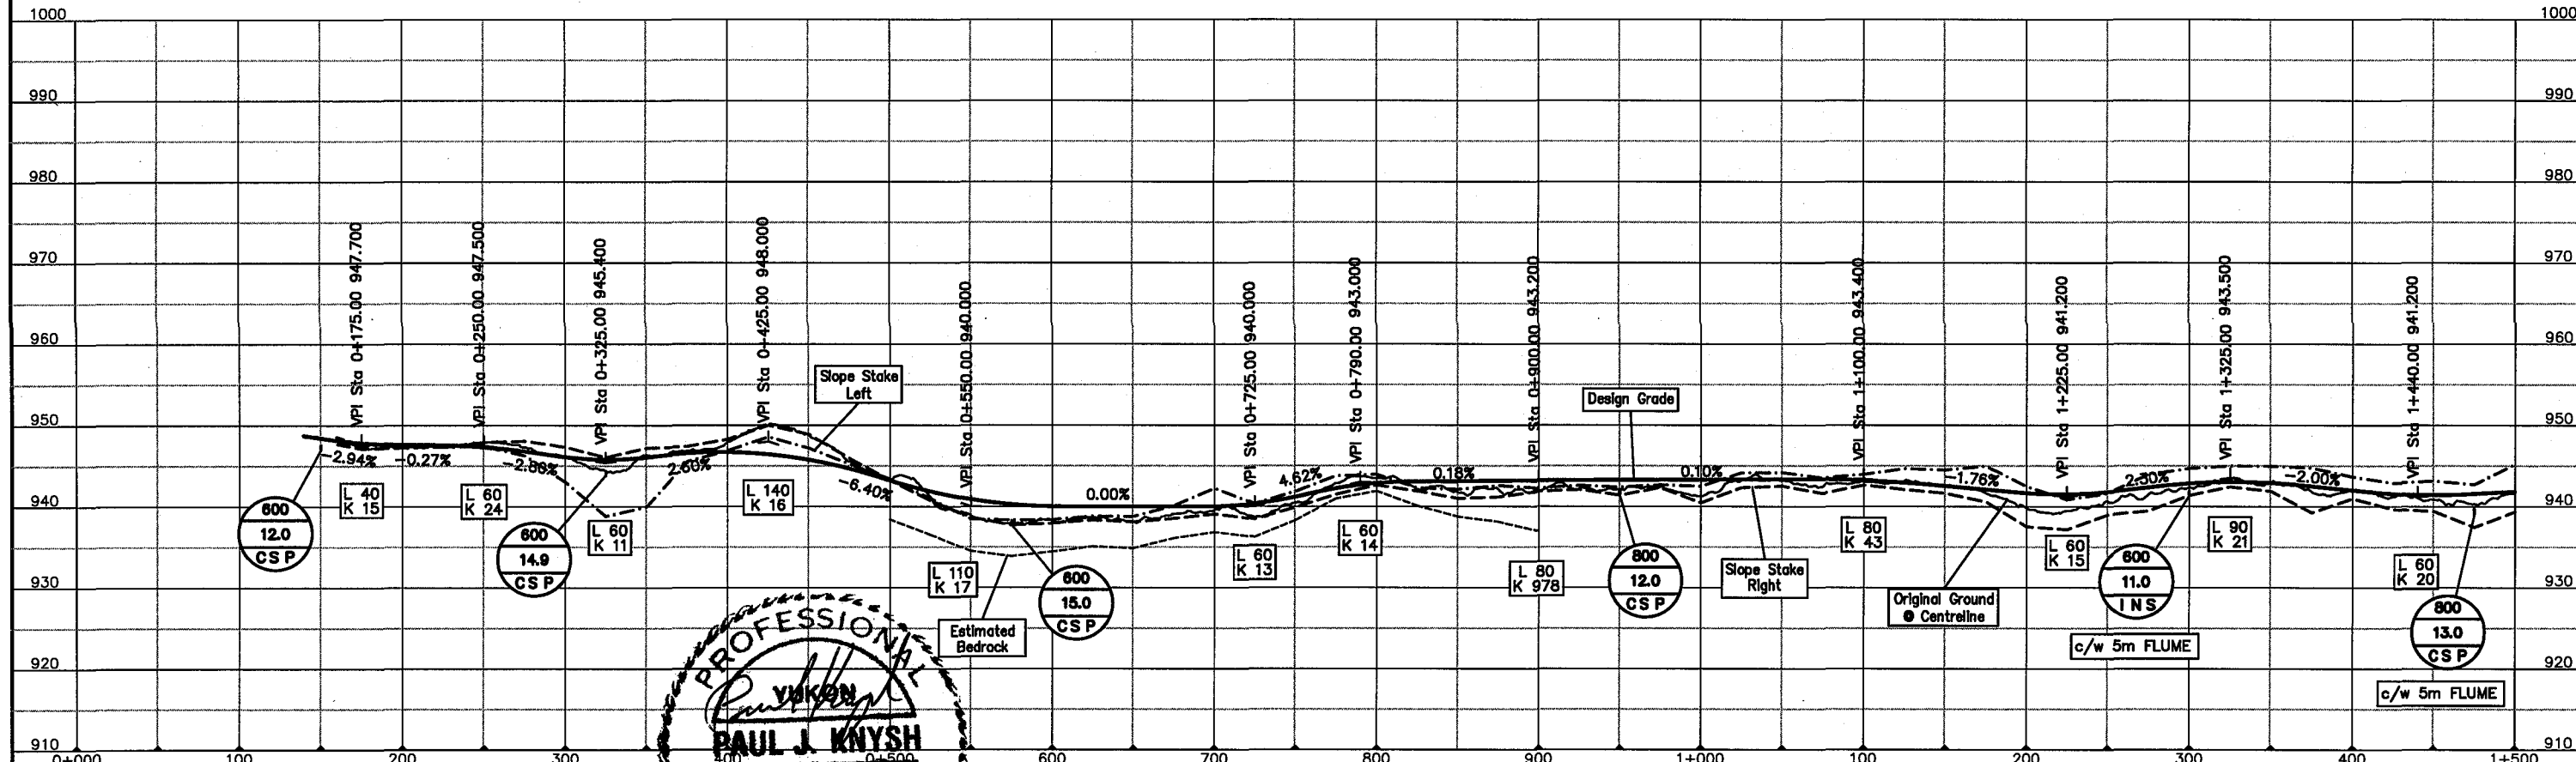 1000
1000
990
990
980
980
970
970
960
960
950
950
940
940
930
930
920
920
910
910
VPI Sta 0+175.00 947.700
VPI Sta 0+250.00 947.500
VPI Sta 0+325.00 945.400
VPI Sta 0+425.00 948.000
VPI Sta 0+550.00 940.000
VPI Sta 0+725.00 940.000
VPI Sta 0+790.00 943.000
VPI Sta 0+900.00 943.200
VPI Sta 1+100.00 943.400
VPI Sta 1+225.00 941.200
VPI Sta 1+325.00 943.500
VPI Sta 1+440.00 941.200
Slope Stake
Left
Design Grade
-2.94%
-0.27%
-2.80%
2.60%
-6.40%
0.00%
4.62%
0.18%
0.10%
-1.76%
2.30%
-2.00%
L 40
K 15
L 60
K 24
L 60
K 11
L 140
K 16
L 110
K 17
L 60
K 13
L 60
K 14
L 80
K 978
L 80
K 43
L 60
K 15
L 90
K 21
L 60
K 20
600
12.0
CSP
600
14.9
CSP
600
15.0
CSP
800
12.0
CSP
600
11.0
INS
800
13.0
CSP
Estimated
Bedrock
Slope Stake
Right
Original Ground
@ Centreline
c/w 5m FLUME
c/w 5m FLUME
PROFESSIONAL
YUKON
PAUL J. KNYSH
0+000
100
200
300
400
0+500
600
700
800
900
1+000
100
200
300
400
1+500